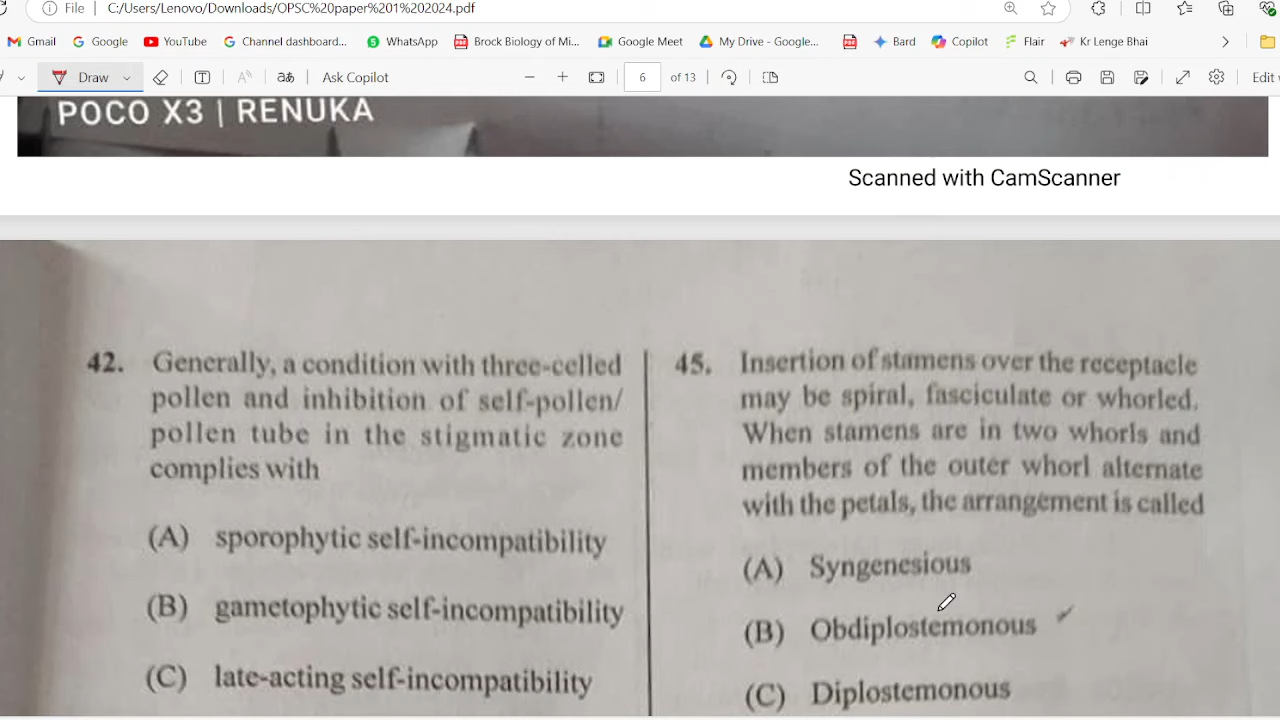 File
C:/Users/Lenovo/Downloads/OPSC%20paper%201%202024.pdf
Gmail
Google
YouTube
Channel dashboard...
WhatsApp
Brock Biology of Mi...
Google Meet
My Drive - Google...
Bard
Copilot
Flair
Kr Lenge Bhai
Draw
Ask Copilot
6
of 13
Edit
POCO X3 | RENUKA
Scanned with CamScanner
42. Generally, a condition with three-celled
pollen and inhibition of self-pollen/
pollen tube in the stigmatic zone
complies with
(A) sporophytic self-incompatibility
(B) gametophytic self-incompatibility
(C) late-acting self-incompatibility
45. Insertion of stamens over the receptacle
may be spiral, fasciculate or whorled.
When stamens are in two whorls and
members of the outer whorl alternate
with the petals, the arrangement is called
(A) Syngenesious
(B) Obdiplostemonous
(C) Diplostemonous